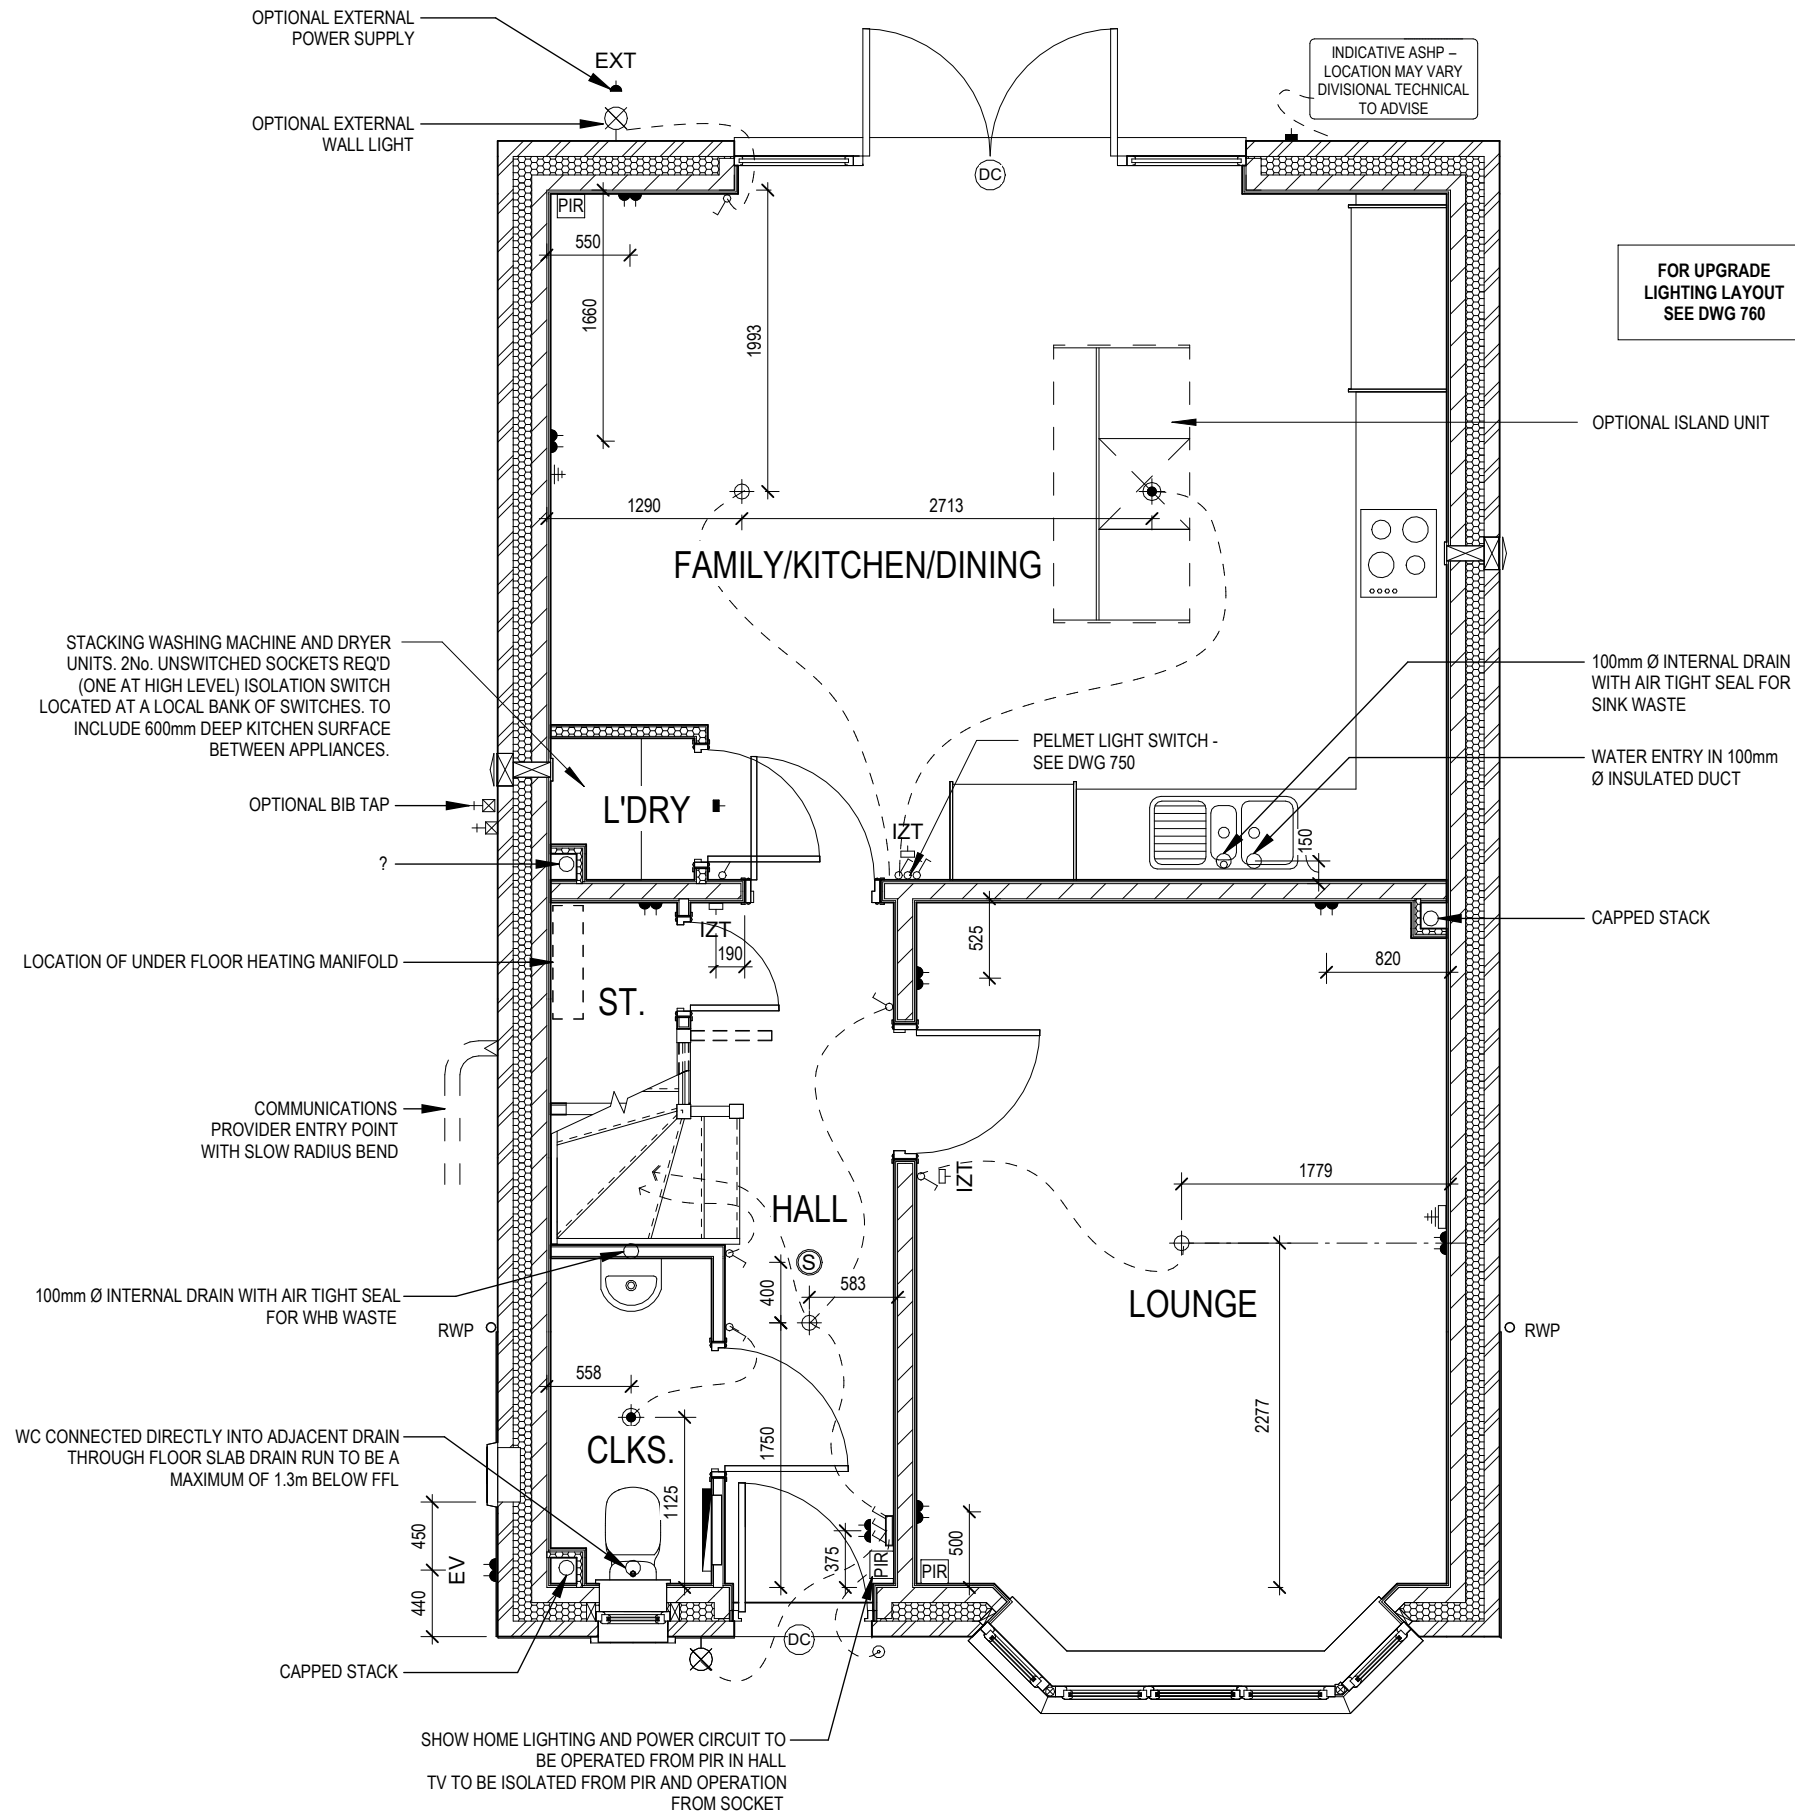 OPTIONAL EXTERNAL
POWER SUPPLY
EXT
OPTIONAL EXTERNAL
WALL LIGHT
INDICATIVE ASHP –
LOCATION MAY VARY
DIVISIONAL TECHNICAL
TO ADVISE
DC
PIR
550
1660
1993
FOR UPGRADE
LIGHTING LAYOUT
SEE DWG 760
OPTIONAL ISLAND UNIT
1290
2713
FAMILY/KITCHEN/DINING
STACKING WASHING MACHINE AND DRYER
UNITS. 2No. UNSWITCHED SOCKETS REQ'D
(ONE AT HIGH LEVEL) ISOLATION SWITCH
LOCATED AT A LOCAL BANK OF SWITCHES. TO
INCLUDE 600mm DEEP KITCHEN SURFACE
BETWEEN APPLIANCES.
100mm Ø INTERNAL DRAIN
WITH AIR TIGHT SEAL FOR
SINK WASTE
PELMET LIGHT SWITCH -
SEE DWG 750
WATER ENTRY IN 100mm
Ø INSULATED DUCT
OPTIONAL BIB TAP
L'DRY
IZT
150
?
CAPPED STACK
IZT
190
525
820
LOCATION OF UNDER FLOOR HEATING MANIFOLD
ST.
COMMUNICATIONS
PROVIDER ENTRY POINT
WITH SLOW RADIUS BEND
IZT
1779
HALL
S
400
583
100mm Ø INTERNAL DRAIN WITH AIR TIGHT SEAL
FOR WHB WASTE
LOUNGE
RWP
RWP
558
2277
WC CONNECTED DIRECTLY INTO ADJACENT DRAIN
THROUGH FLOOR SLAB DRAIN RUN TO BE A
MAXIMUM OF 1.3m BELOW FFL
CLKS.
1750
1125
450
EV
440
375
PIR
500
PIR
DC
CAPPED STACK
SHOW HOME LIGHTING AND POWER CIRCUIT TO
BE OPERATED FROM PIR IN HALL
TV TO BE ISOLATED FROM PIR AND OPERATION
FROM SOCKET